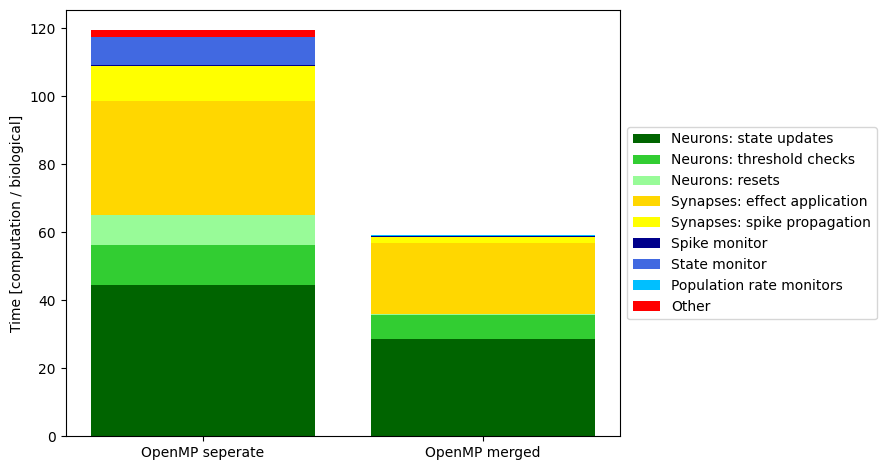 120
100
80
60
40
20
0
Time [computation / biological]
OpenMP seperate
OpenMP merged
Neurons: state updates
Neurons: threshold checks
Neurons: resets
Synapses: effect application
Synapses: spike propagation
Spike monitor
State monitor
Population rate monitors
Other